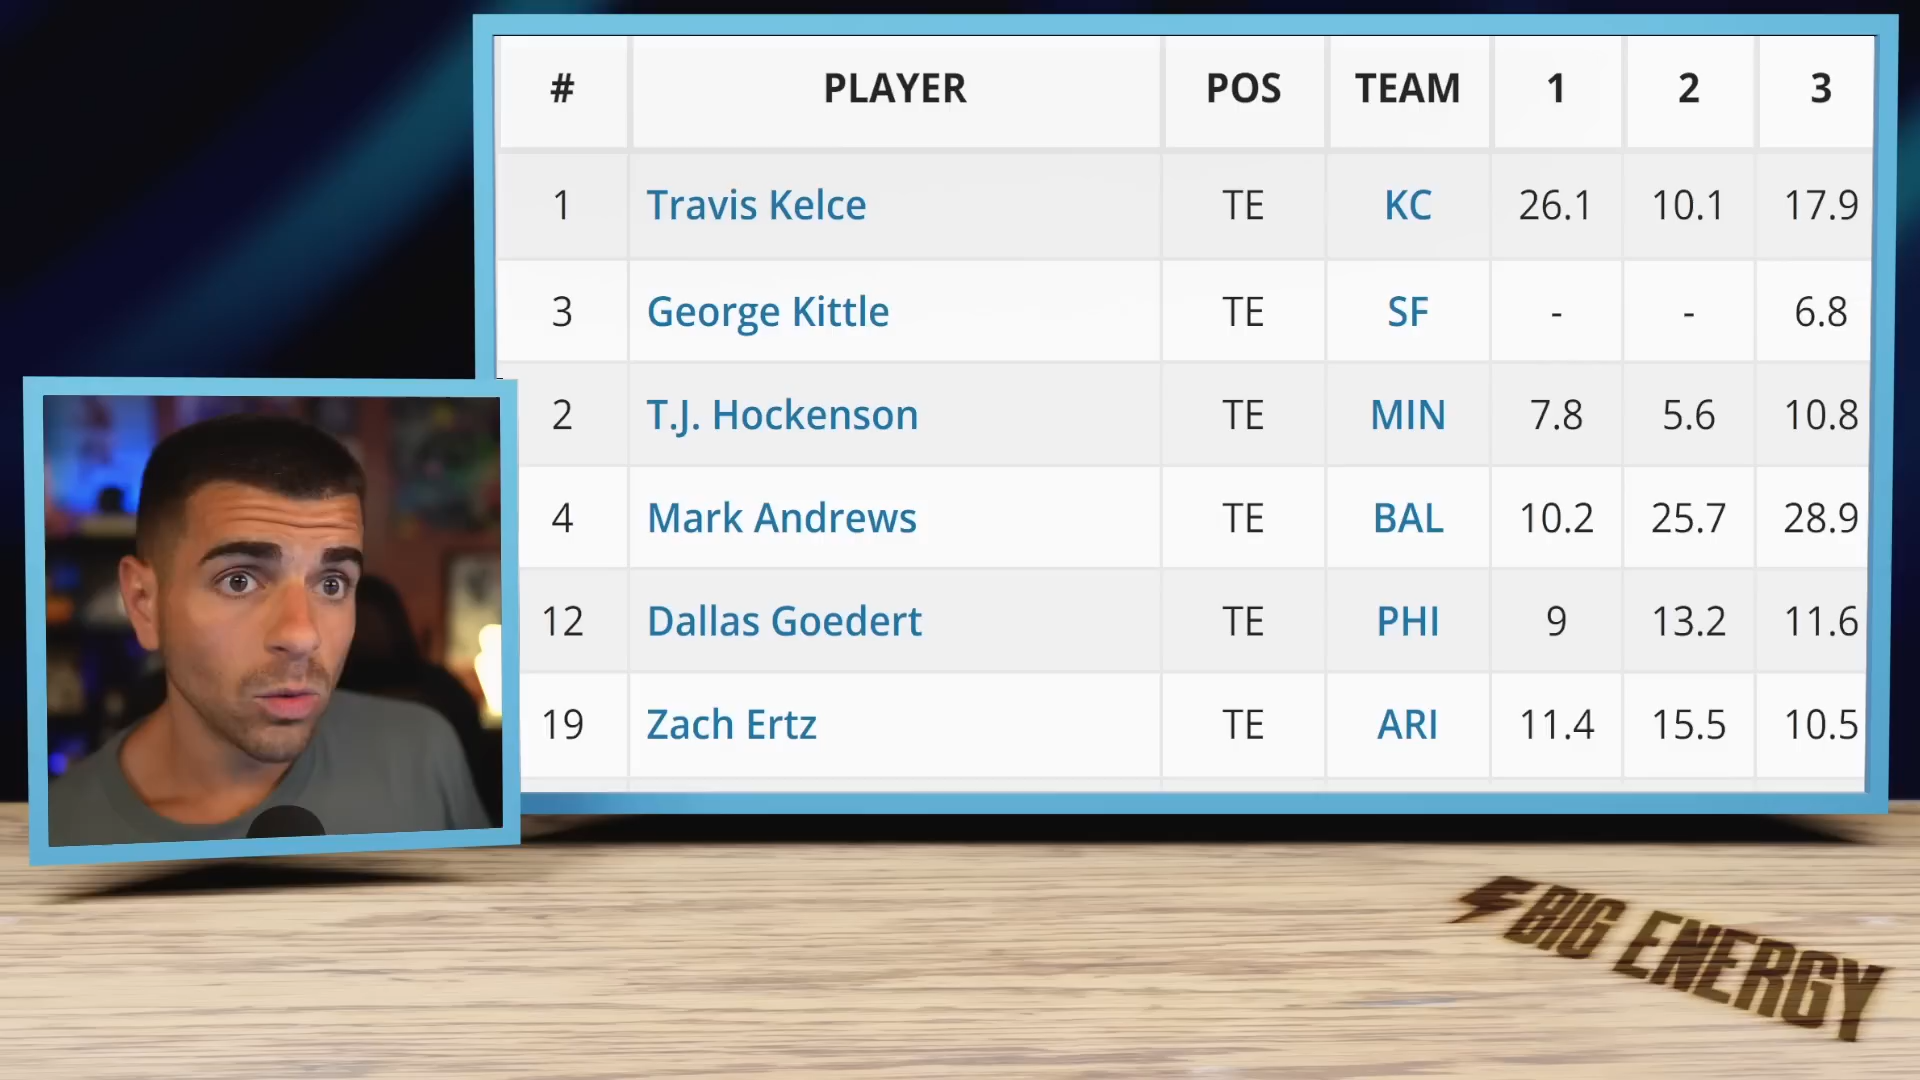 # PLAYER POS TEAM 1 2 3
1 Travis Kelce TE KC 26.1 10.1 17.9
3 George Kittle TE SF - - 6.8
2 T.J. Hockenson TE MIN 7.8 5.6 10.8
4 Mark Andrews TE BAL 10.2 25.7 28.9
12 Dallas Goedert TE PHI 9 13.2 11.6
19 Zach Ertz TE ARI 11.4 15.5 10.5
BIG ENERGY